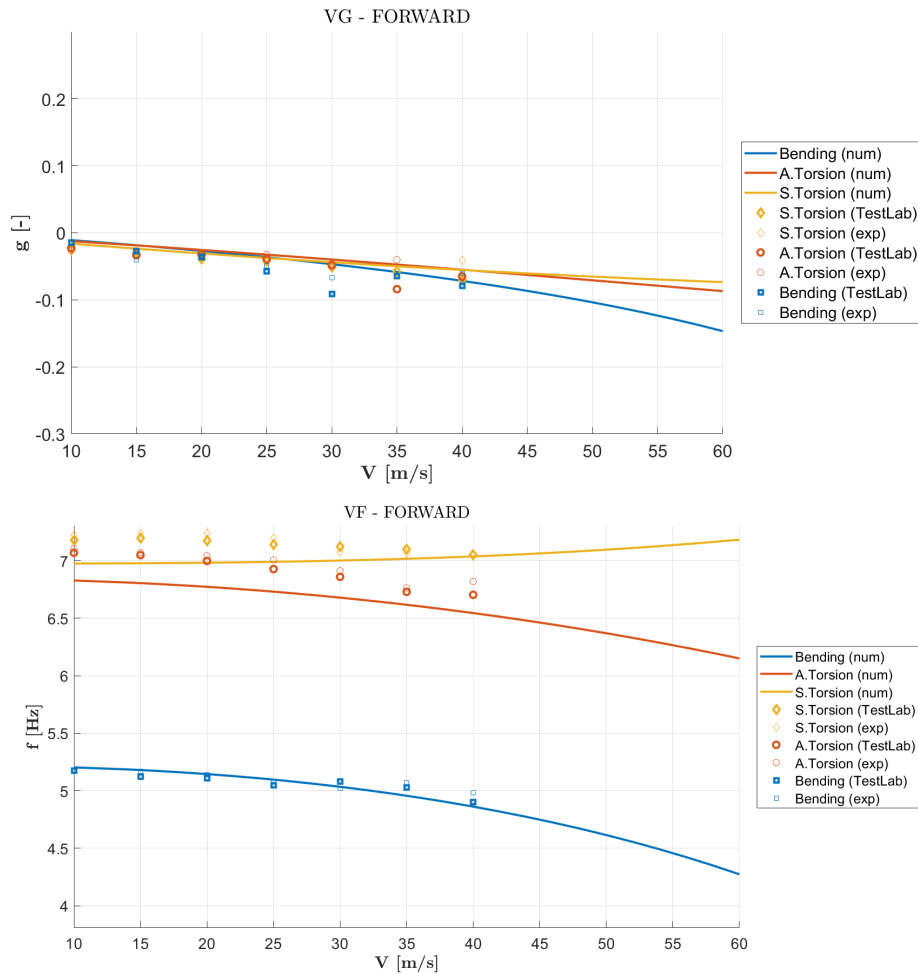 VG - FORWARD
0.2
0.1
0
-0.1
-0.2
-0.3
g [-]
10 15 20 25 30 35 40 45 50 55 60
V [m/s]
Bending (num)
A.Torsion (num)
S.Torsion (num)
S.Torsion (TestLab)
S.Torsion (exp)
A.Torsion (TestLab)
A.Torsion (exp)
Bending (TestLab)
Bending (exp)
VF - FORWARD
7
6.5
6
5.5
5
4.5
4
f [Hz]
10 15 20 25 30 35 40 45 50 55 60
V [m/s]
Bending (num)
A.Torsion (num)
S.Torsion (num)
S.Torsion (TestLab)
S.Torsion (exp)
A.Torsion (TestLab)
A.Torsion (exp)
Bending (TestLab)
Bending (exp)